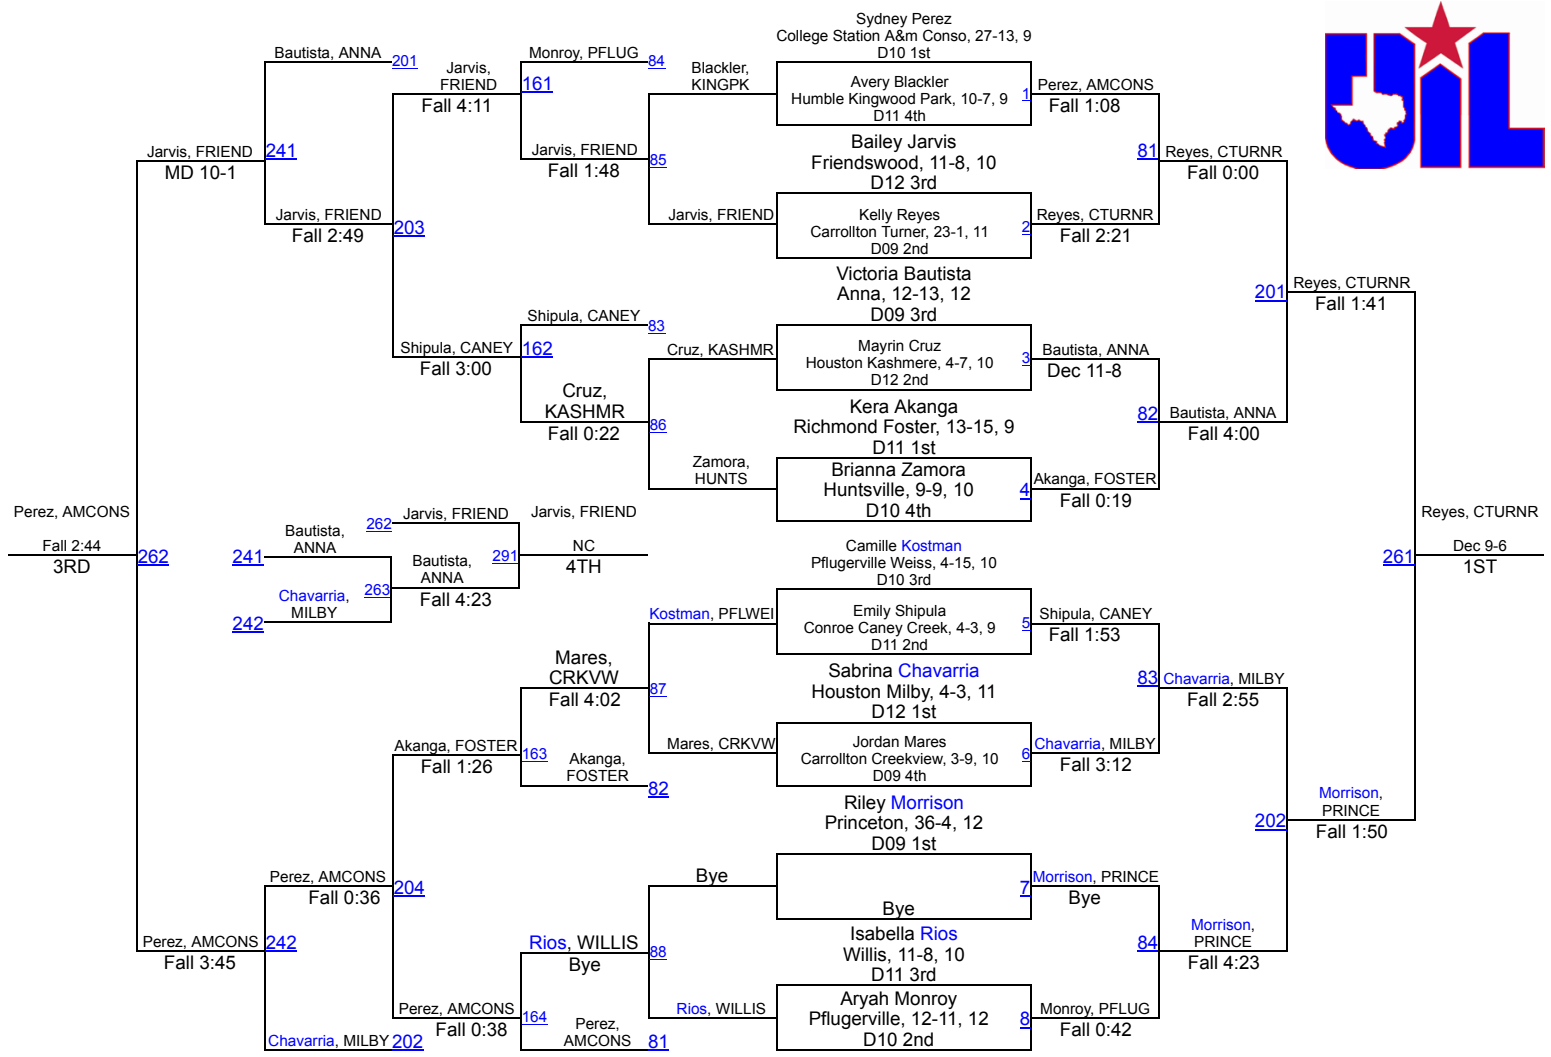 Sydney Perez
College Station A&m Conso, 27-13, 9
D10 1st
UIL
Bautista, ANNA
201
Jarvis,
FRIEND
Fall 4:11
Monroy, PFLUG
84
161
Blackler,
KINGPK
Avery Blackler
Humble Kingwood Park, 10-7, 9
D11 4th
1
Perez, AMCONS
Fall 1:08
Jarvis, FRIEND
MD 10-1
241
Jarvis, FRIEND
Fall 1:48
85
Bailey Jarvis
Friendswood, 11-8, 10
D12 3rd
81
Reyes, CTURNR
Fall 0:00
Jarvis, FRIEND
Fall 2:49
203
Jarvis, FRIEND
Kelly Reyes
Carrollton Turner, 23-1, 11
D09 2nd
2
Reyes, CTURNR
Fall 2:21
Victoria Bautista
Anna, 12-13, 12
D09 3rd
201
Reyes, CTURNR
Fall 1:41
Shipula, CANEY
83
Shipula, CANEY
Fall 3:00
162
Cruz, KASHMR
Mayrin Cruz
Houston Kashmere, 4-7, 10
D12 2nd
3
Bautista, ANNA
Dec 11-8
Cruz,
KASHMR
Fall 0:22
86
Kera Akanga
Richmond Foster, 13-15, 9
D11 1st
82
Bautista, ANNA
Fall 4:00
Zamora,
HUNTS
Brianna Zamora
Huntsville, 9-9, 10
D10 4th
4
Akanga, FOSTER
Fall 0:19
Perez, AMCONS
Fall 2:44
3RD
262
Bautista,
ANNA
241
262
Jarvis, FRIEND
Jarvis, FRIEND
Bautista,
ANNA
Fall 4:23
291
NC
4TH
Chavarria,
MILBY
263
242
Camille Kostman
Pflugerville Weiss, 4-15, 10
D10 3rd
261
Reyes, CTURNR
Dec 9-6
1ST
Kostman, PFLWEI
Emily Shipula
Conroe Caney Creek, 4-3, 9
D11 2nd
5
Shipula, CANEY
Fall 1:53
Mares,
CRKVW
Fall 4:02
87
Sabrina Chavarria
Houston Milby, 4-3, 11
D12 1st
83
Chavarria, MILBY
Fall 2:55
Akanga, FOSTER
Fall 1:26
163
Akanga,
FOSTER
82
Mares, CRKVW
Jordan Mares
Carrollton Creekview, 3-9, 10
D09 4th
6
Chavarria, MILBY
Fall 3:12
Riley Morrison
Princeton, 36-4, 12
D09 1st
202
Morrison,
PRINCE
Fall 1:50
Perez, AMCONS
Fall 0:36
204
Bye
Bye
7
Morrison, PRINCE
Bye
Perez, AMCONS
Fall 3:45
242
Rios, WILLIS
Bye
88
Isabella Rios
Willis, 11-8, 10
D11 3rd
84
Morrison,
PRINCE
Fall 4:23
Chavarria, MILBY
202
Perez, AMCONS
Fall 0:38
164
Perez,
AMCONS
81
Rios, WILLIS
Aryah Monroy
Pflugerville, 12-11, 12
D10 2nd
8
Monroy, PFLUG
Fall 0:42